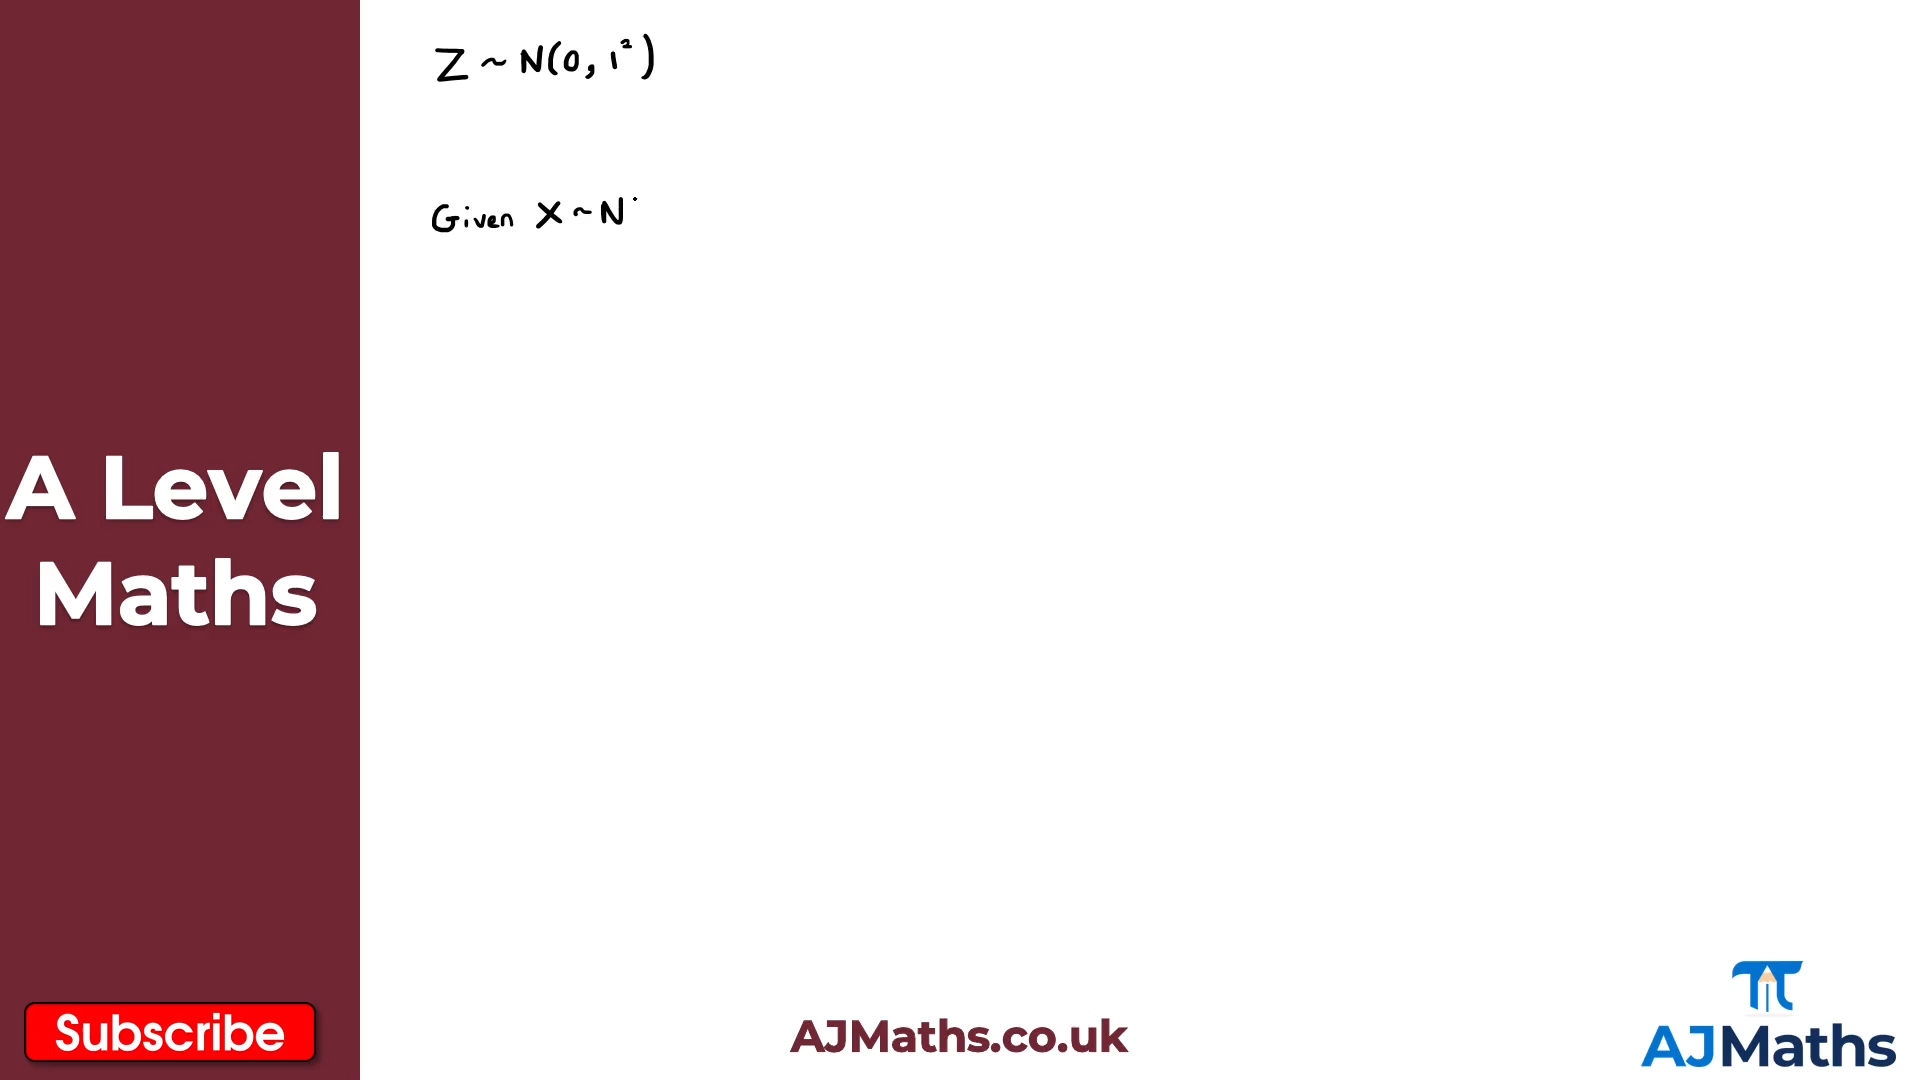 Z ~ N(0, 1²)
Given X ~ N
A Level
Maths
Subscribe
AJMaths.co.uk
AJMaths